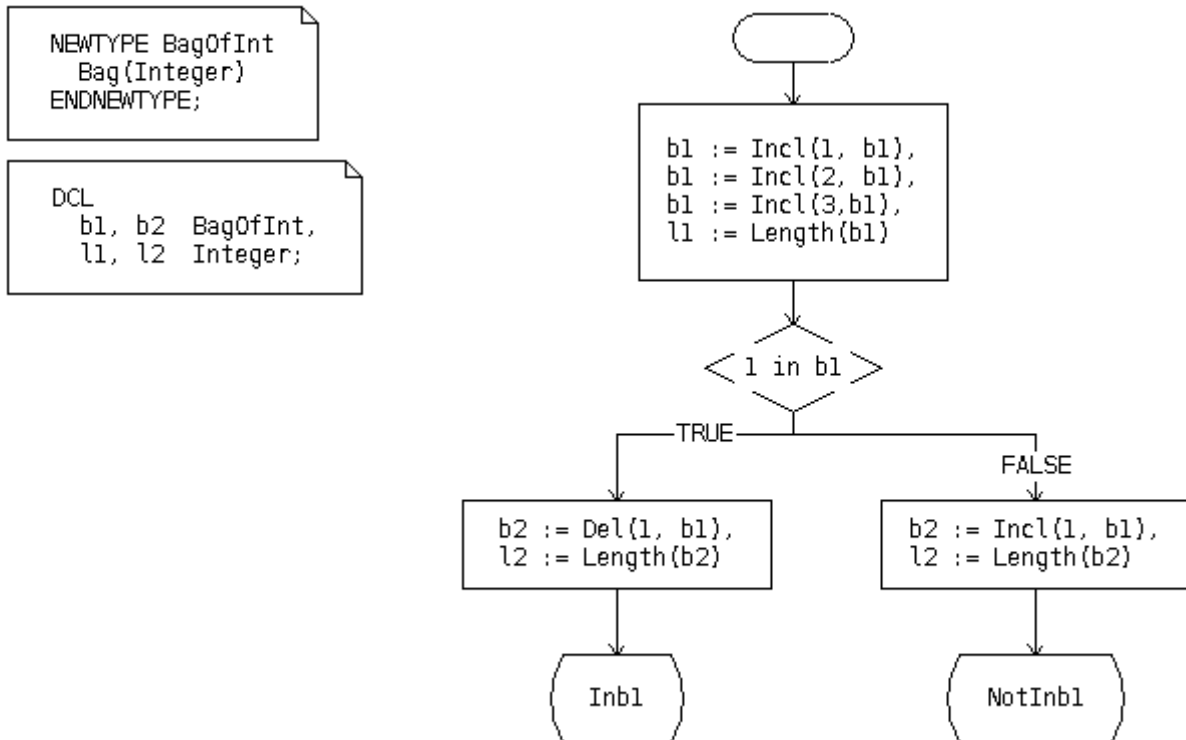 NEWTYPE BagOfInt
Bag(Integer)
ENDNEWTYPE;
DCL
b1, b2 BagOfInt,
l1, l2 Integer;
b1 := Incl(1, b1),
b1 := Incl(2, b1),
b1 := Incl(3,b1),
l1 := Length(b1)
1 in b1
TRUE
FALSE
b2 := Del(1, b1),
l2 := Length(b2)
b2 := Incl(1, b1),
l2 := Length(b2)
Inb1
NotInb1